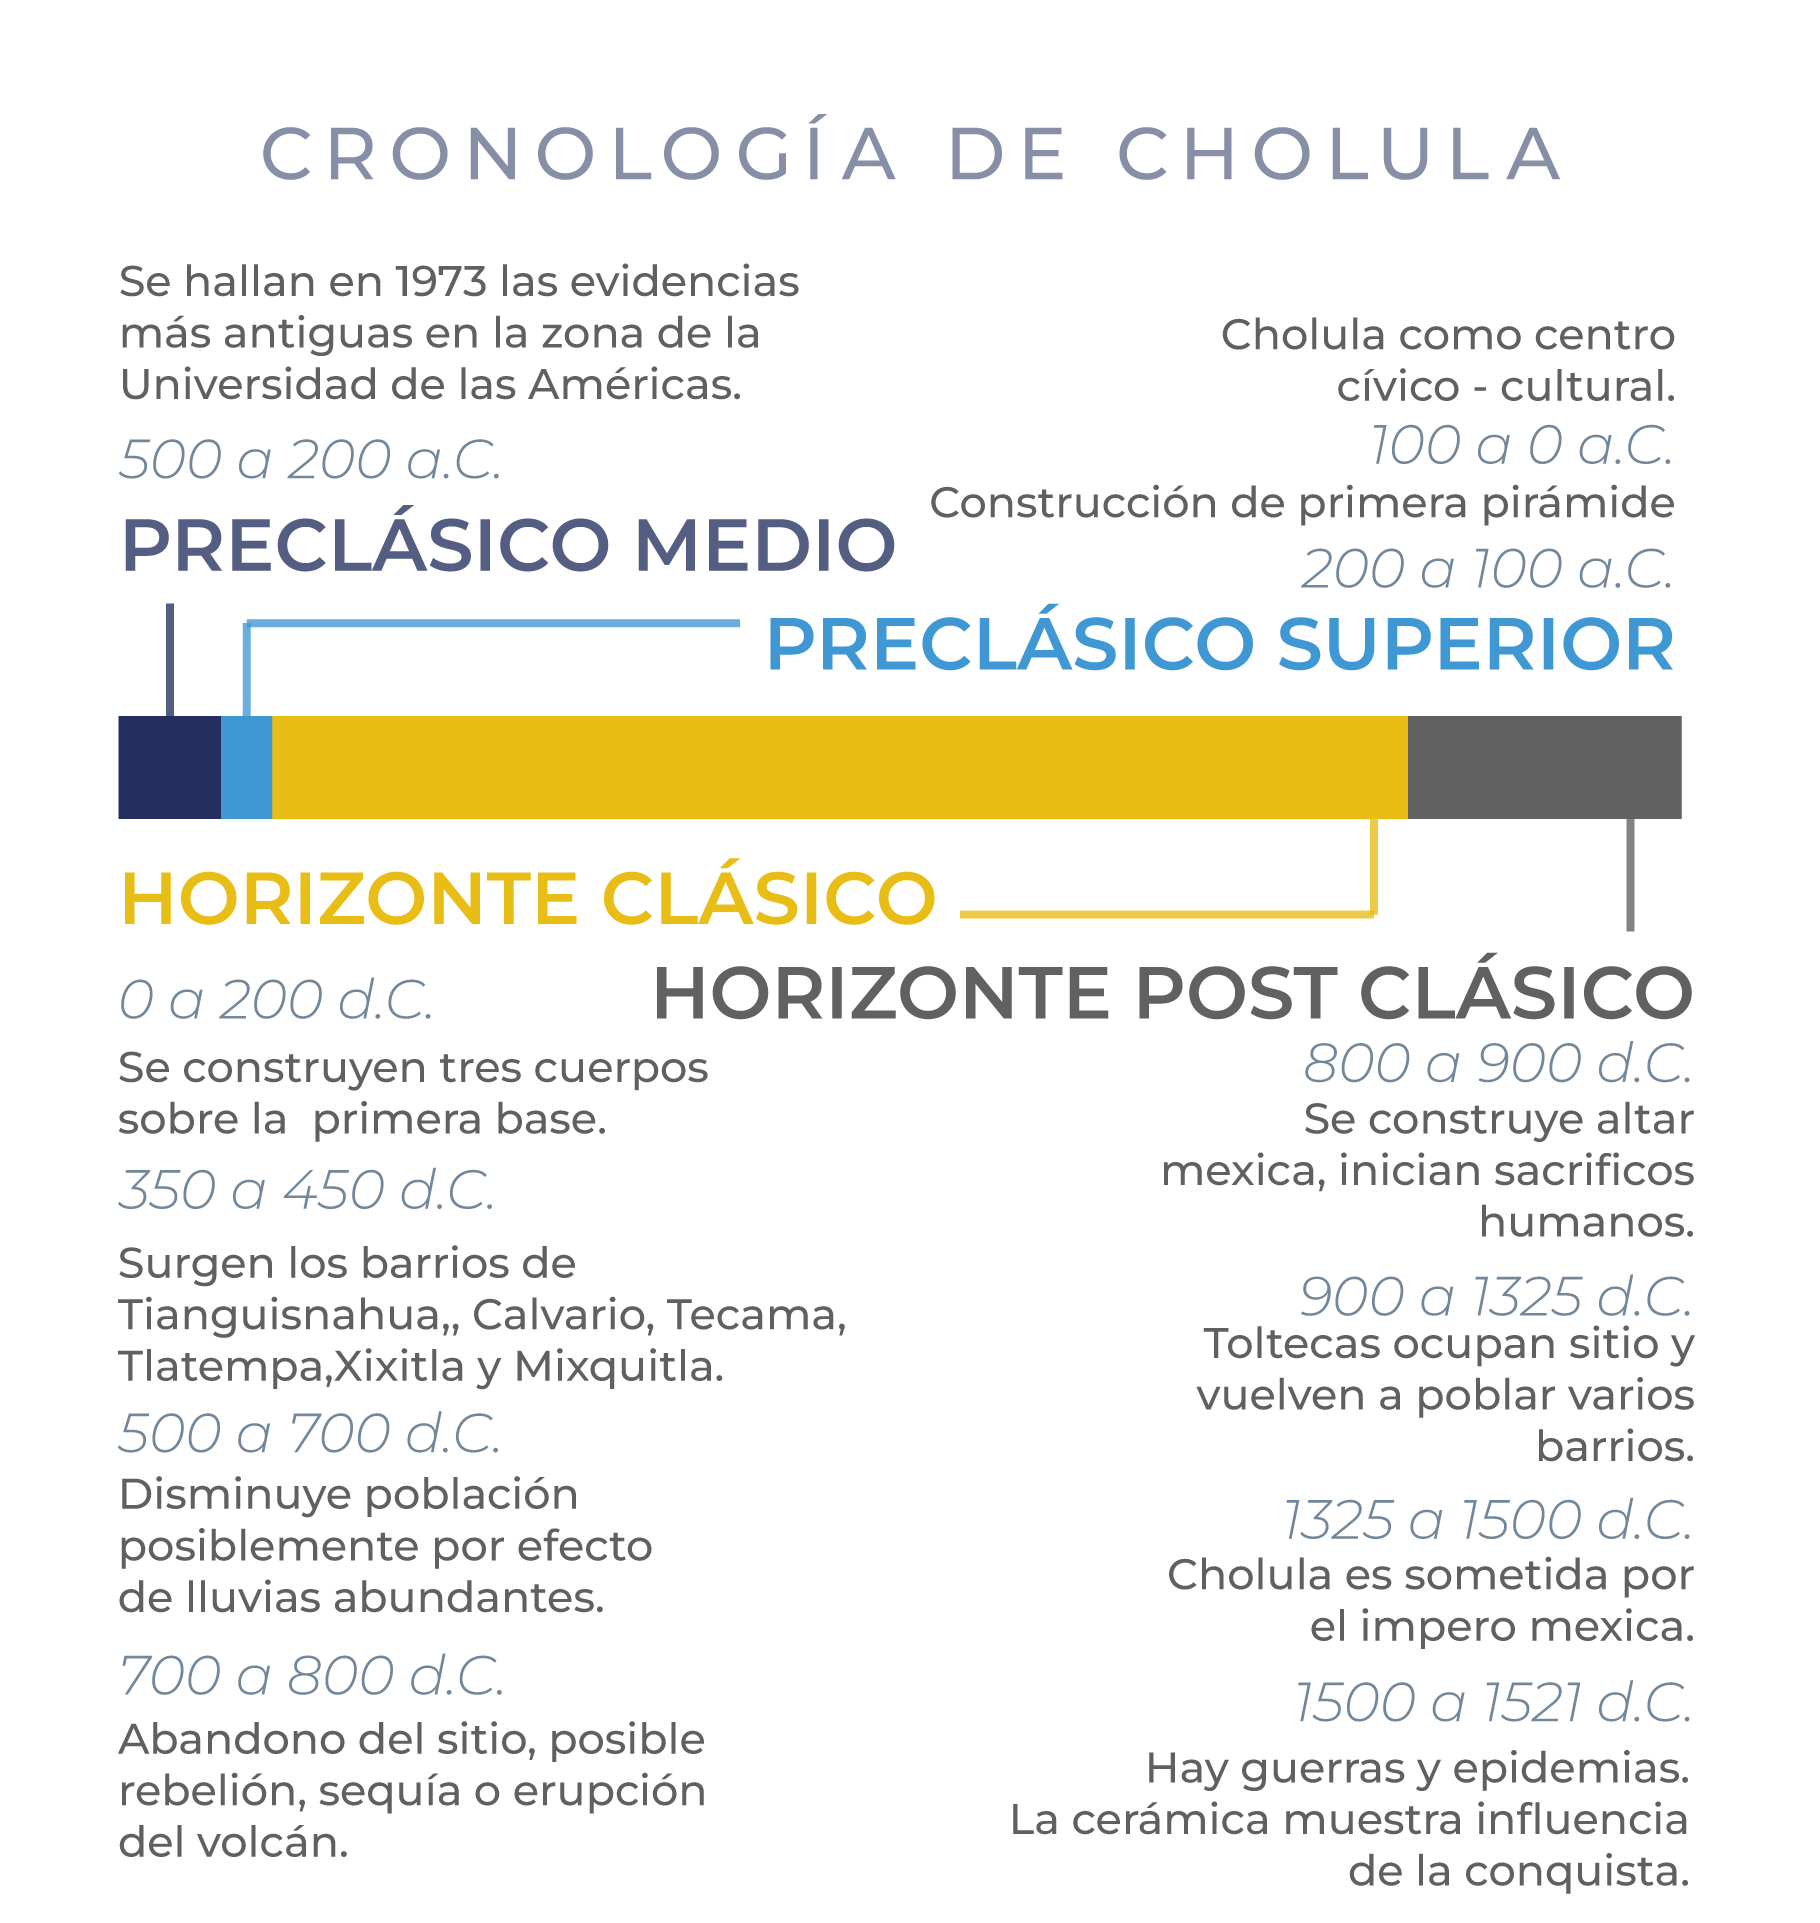 CRONOLOGÍA DE CHOLULA
Se hallan en 1973 las evidencias
más antiguas en la zona de la
Universidad de las Américas.
500 a 200 a.C.
PRECLÁSICO MEDIO
Cholula como centro
cívico - cultural.
100 a 0 a.C.
Construcción de primera pirámide
200 a 100 a.C.
PRECLÁSICO SUPERIOR
HORIZONTE CLÁSICO
0 a 200 d.C.
Se construyen tres cuerpos
sobre la  primera base.
350 a 450 d.C.
Surgen los barrios de
Tianguisnahua,, Calvario, Tecama,
Tlatempa,Xixitla y Mixquitla.
500 a 700 d.C.
Disminuye población
posiblemente por efecto
de lluvias abundantes.
700 a 800 d.C.
Abandono del sitio, posible
rebelión, sequía o erupción
del volcán.
HORIZONTE POST CLÁSICO
800 a 900 d.C.
Se construye altar
mexica, inician sacrificos
humanos.
900 a 1325 d.C.
Toltecas ocupan sitio y
vuelven a poblar varios
barrios.
1325 a 1500 d.C.
Cholula es sometida por
el impero mexica.
1500 a 1521 d.C.
Hay guerras y epidemias.
La cerámica muestra influencia
de la conquista.